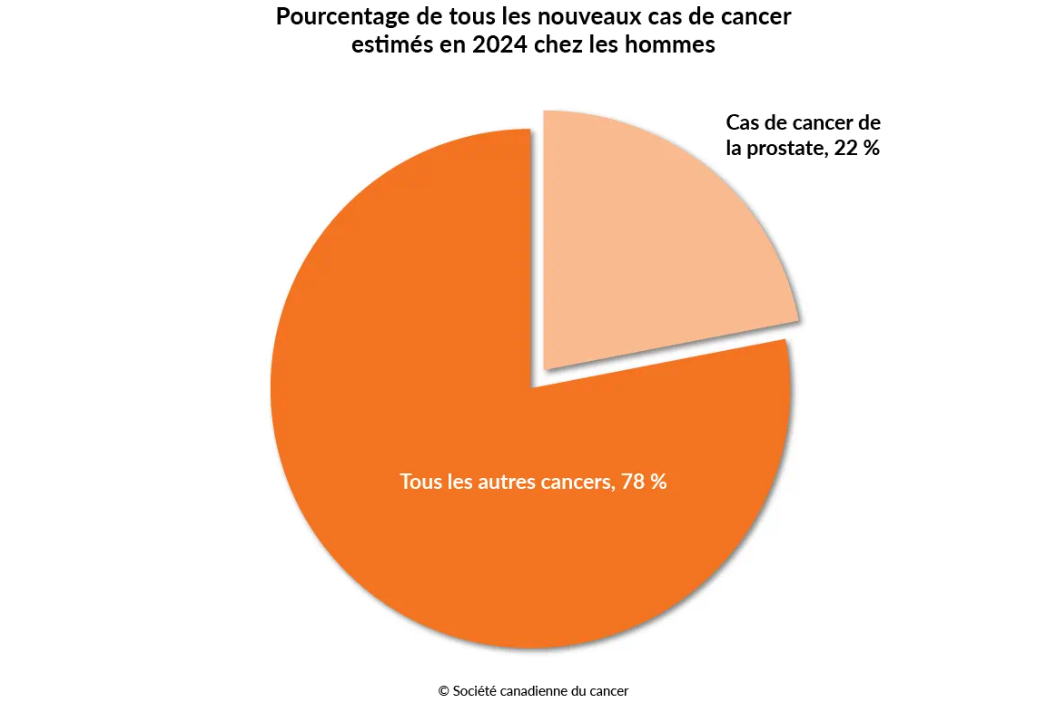 Pourcentage de tous les nouveaux cas de cancer
estimés en 2024 chez les hommes
Cas de cancer de
la prostate, 22 %
Tous les autres cancers, 78 %
© Société canadienne du cancer